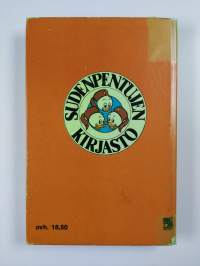 SUDENPENTUJEN
KIRJASTO
ovh. 18,50